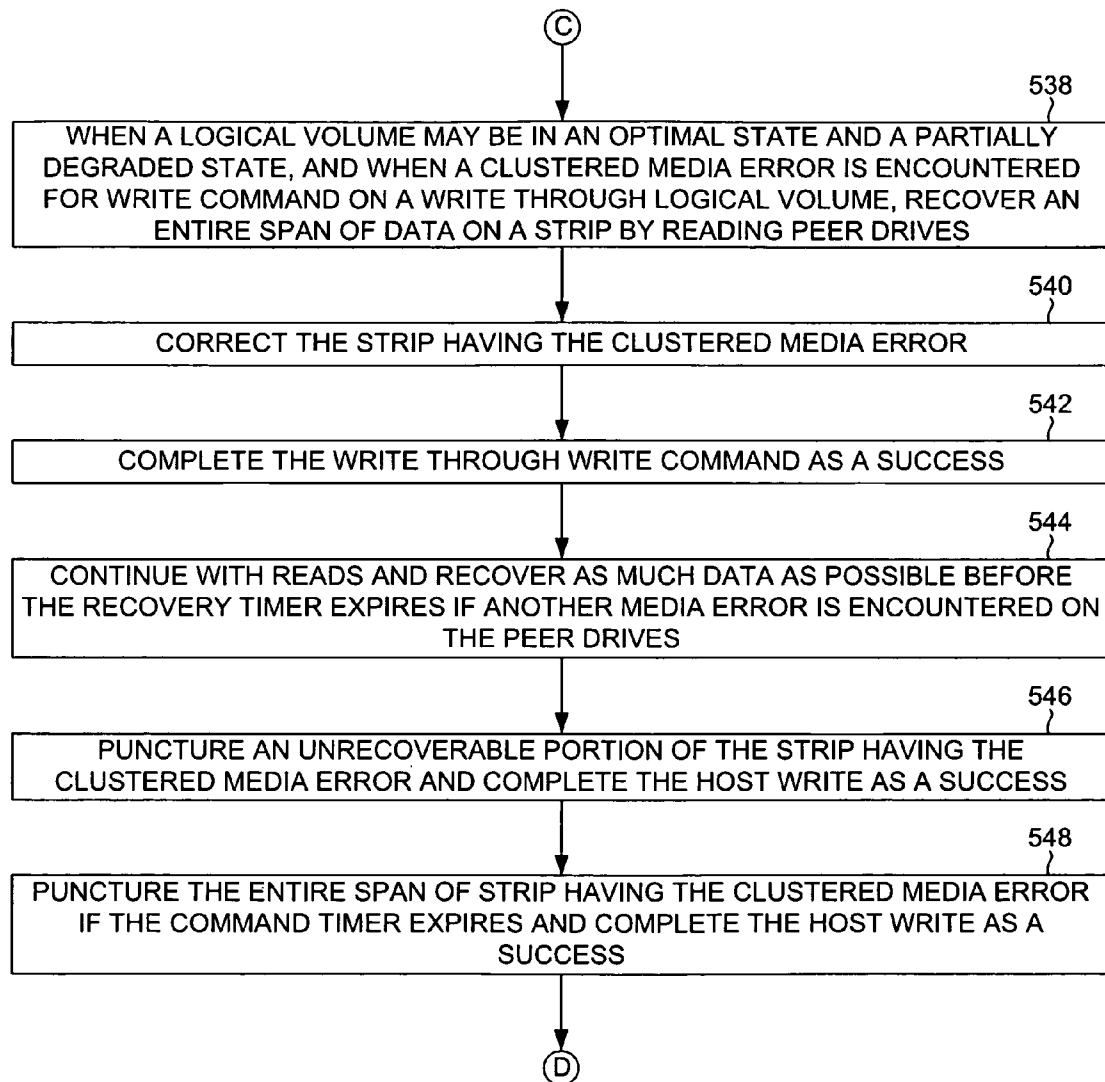 C
538
WHEN A LOGICAL VOLUME MAY BE IN AN OPTIMAL STATE AND A PARTIALLY
DEGRADED STATE, AND WHEN A CLUSTERED MEDIA ERROR IS ENCOUNTERED
FOR WRITE COMMAND ON A WRITE THROUGH LOGICAL VOLUME, RECOVER AN
ENTIRE SPAN OF DATA ON A STRIP BY READING PEER DRIVES
540
CORRECT THE STRIP HAVING THE CLUSTERED MEDIA ERROR
542
COMPLETE THE WRITE THROUGH WRITE COMMAND AS A SUCCESS
544
CONTINUE WITH READS AND RECOVER AS MUCH DATA AS POSSIBLE BEFORE
THE RECOVERY TIMER EXPIRES IF ANOTHER MEDIA ERROR IS ENCOUNTERED ON
THE PEER DRIVES
546
PUNCTURE AN UNRECOVERABLE PORTION OF THE STRIP HAVING THE
CLUSTERED MEDIA ERROR AND COMPLETE THE HOST WRITE AS A SUCCESS
548
PUNCTURE THE ENTIRE SPAN OF STRIP HAVING THE CLUSTERED MEDIA ERROR
IF THE COMMAND TIMER EXPIRES AND COMPLETE THE HOST WRITE AS A
SUCCESS
D